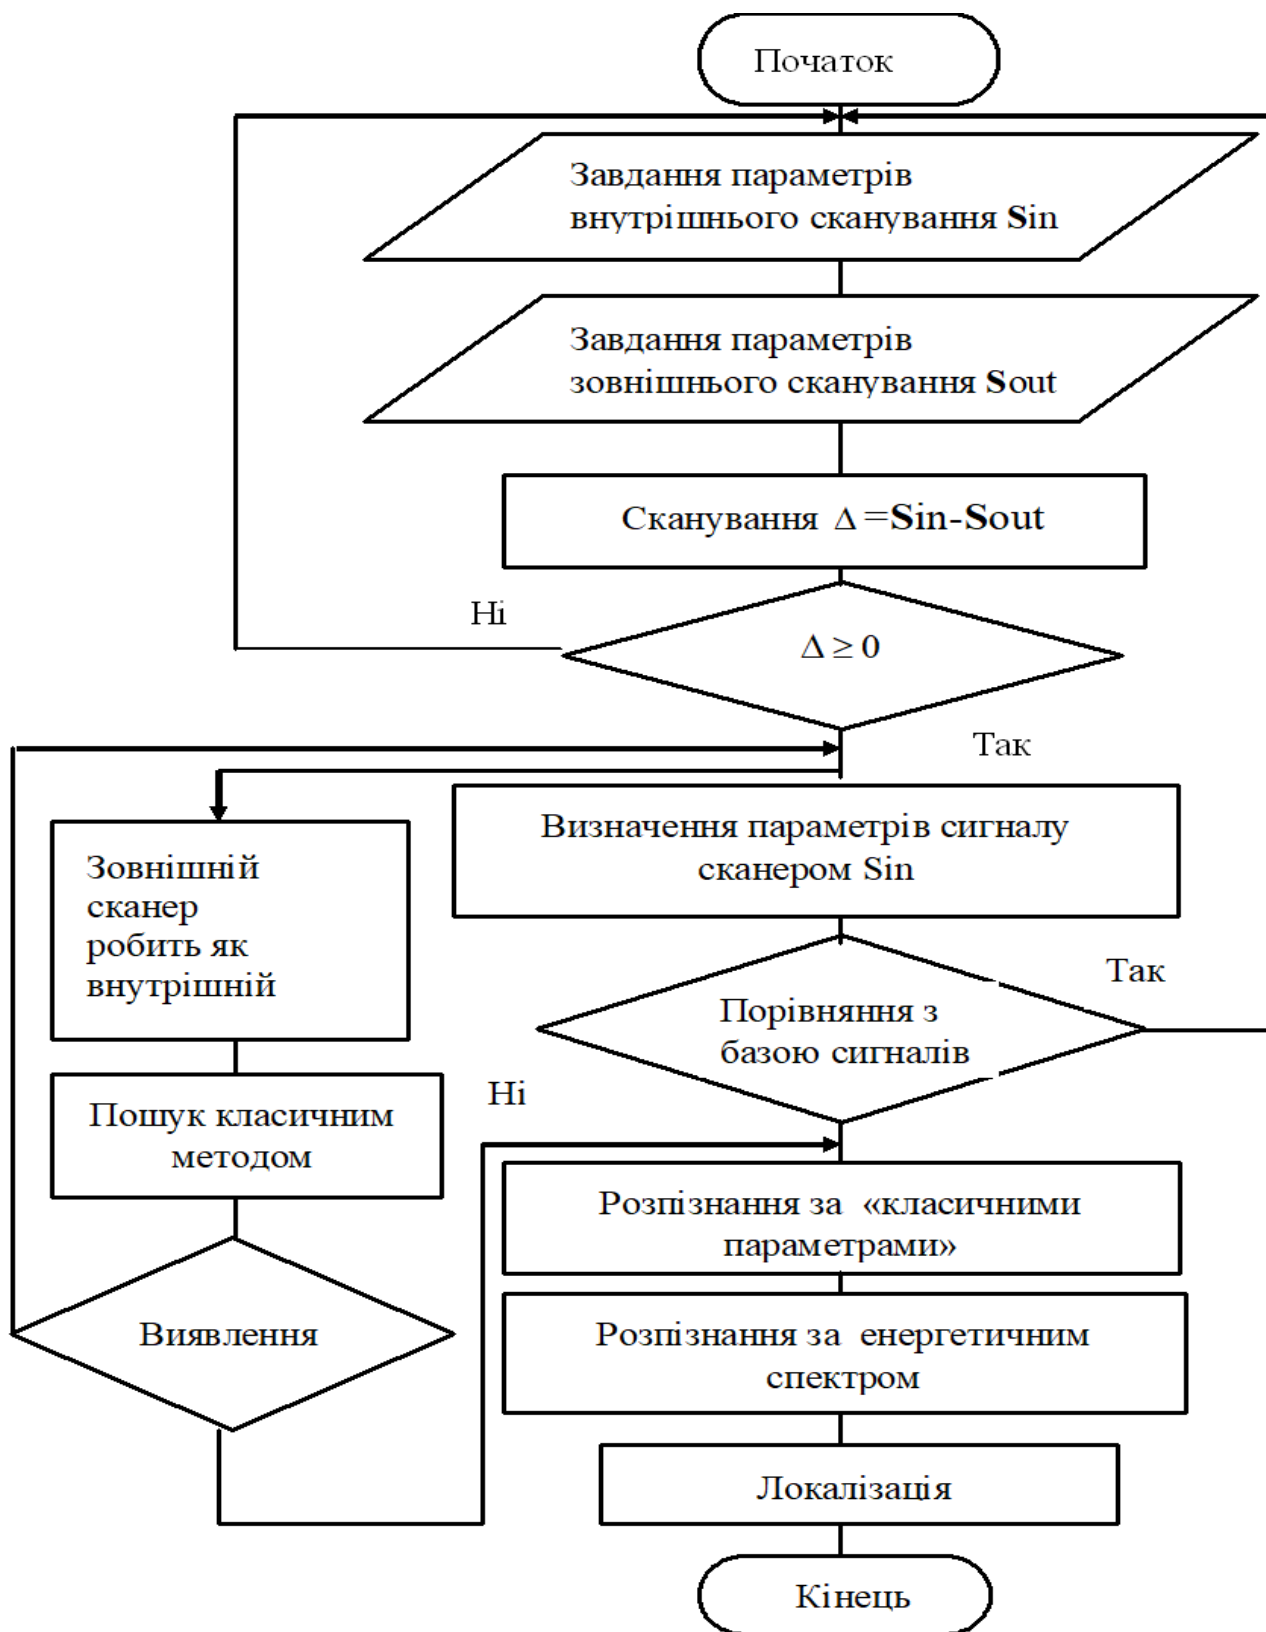 Початок
Завдання параметрів
внутрішнього сканування Sin
Завдання параметрів
зовнішнього сканування Sout
Сканування Δ=Sin-Sout
Ні
Δ ≥ 0
Так
Визначення параметрів сигналу
сканером Sin
Зовнішній
сканер
робить як
внутрішній
Так
Порівняння з
базою сигналів
Ні
Пошук класичним
методом
Розпізнання за «класичними
параметрами»
Виявлення
Розпізнання за енергетичним
спектром
Локалізація
Кінець